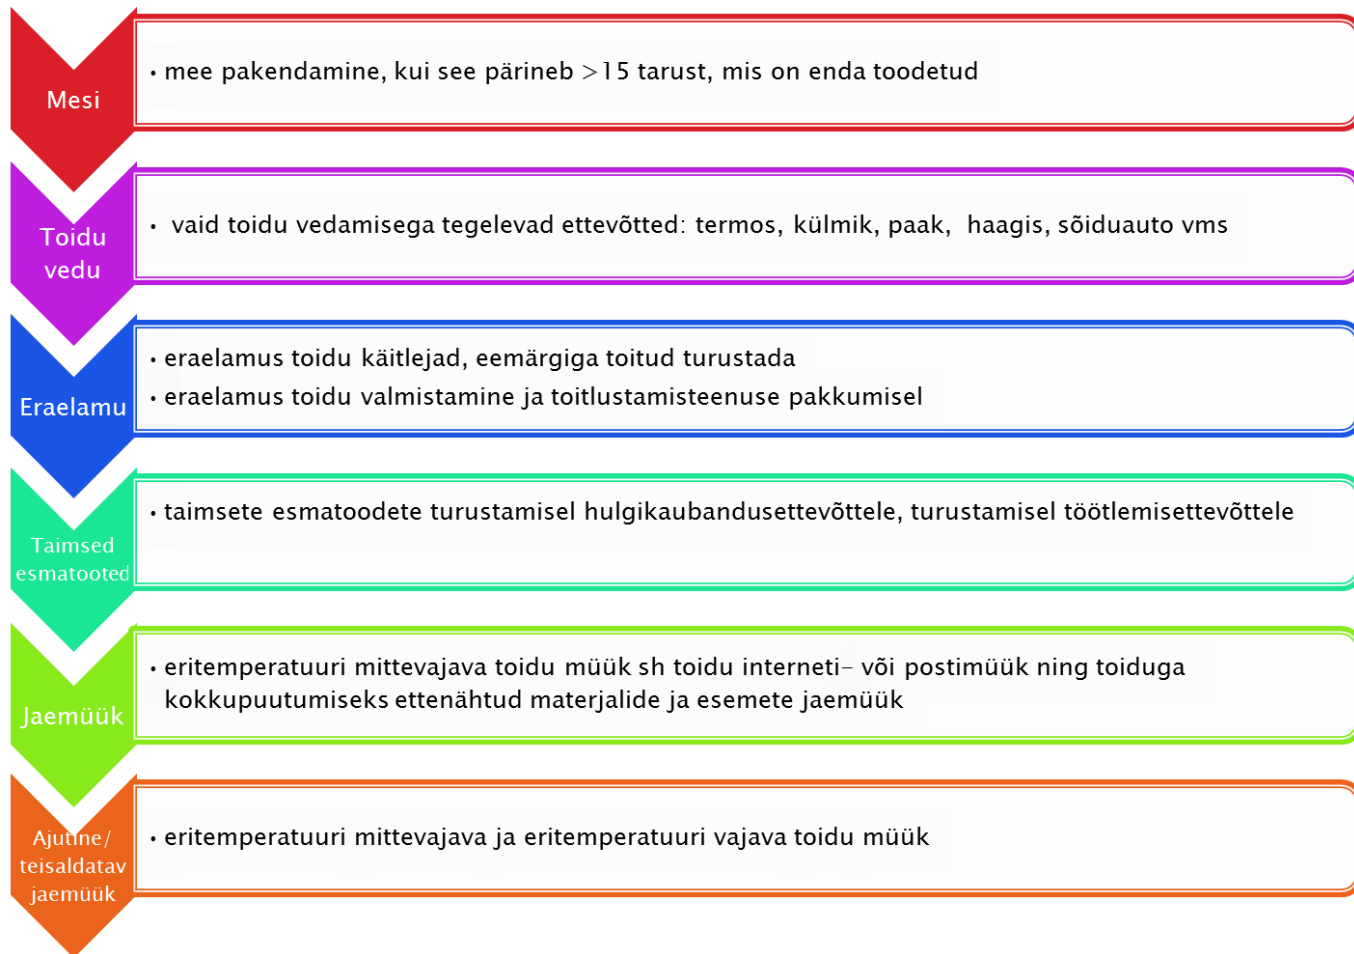 Mesi
• mee pakendamine, kui see pärineb >15 tarust, mis on enda toodetud
Toidu
vedu
• vaid toidu vedamisega tegelevad ettevõtted: termos, külmik, paak, haagis, sõiduauto vms
Eraelamu
• eraelamus toidu käitlejad, eemärgiga toitud turustada
• eraelamus toidu valmistamine ja toitlustamisteenuse pakkumisel
Taimsed
esmatooted
• taimsete esmatoodete turustamisel hulgikaubandusettevõttele, turustamisel töötlemisettevõttele
Jaemüük
• eritemperatuuri mittevajava toidu müük sh toidu interneti- või postimüük ning toiduga
kokkupuutumiseks ettenähtud materjalide ja esemete jaemüük
Ajutine/
teisaldatav
jaemüük
• eritemperatuuri mittevajava ja eritemperatuuri vajava toidu müük